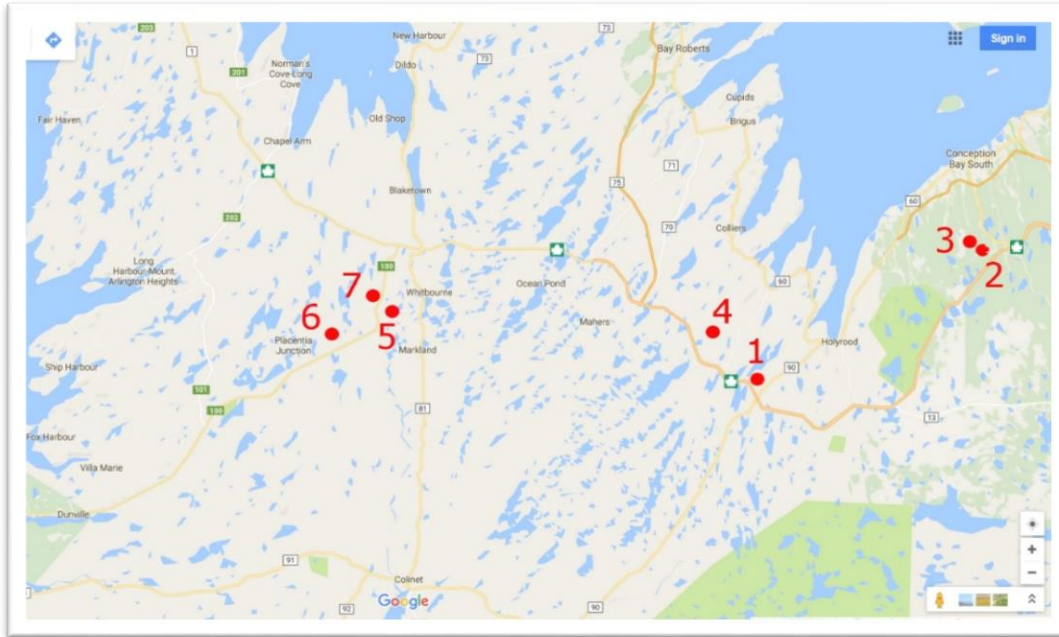 203
New Harbour
73
Sign in
1
Norman's
Cove-Long
Cove
201
Dildo
73
Bay Roberts
Fair Haven
Old Shop
Cupids
Brigus
Chapel Arm
Conception
Bay South
71
75
Blaketown
60
202
70
Colliers
3
2
Long
Harbour-Mount
Arlington Heights
100
7
Whitbourne
Ocean Pond
60
6
5
4
Placentia
Junction
Markland
Mahers
1
Holyrood
90
Ship Harbour
101
100
81
13
Fox Harbour
Villa Marie
Dunville
91
Colinet
Google
92
90